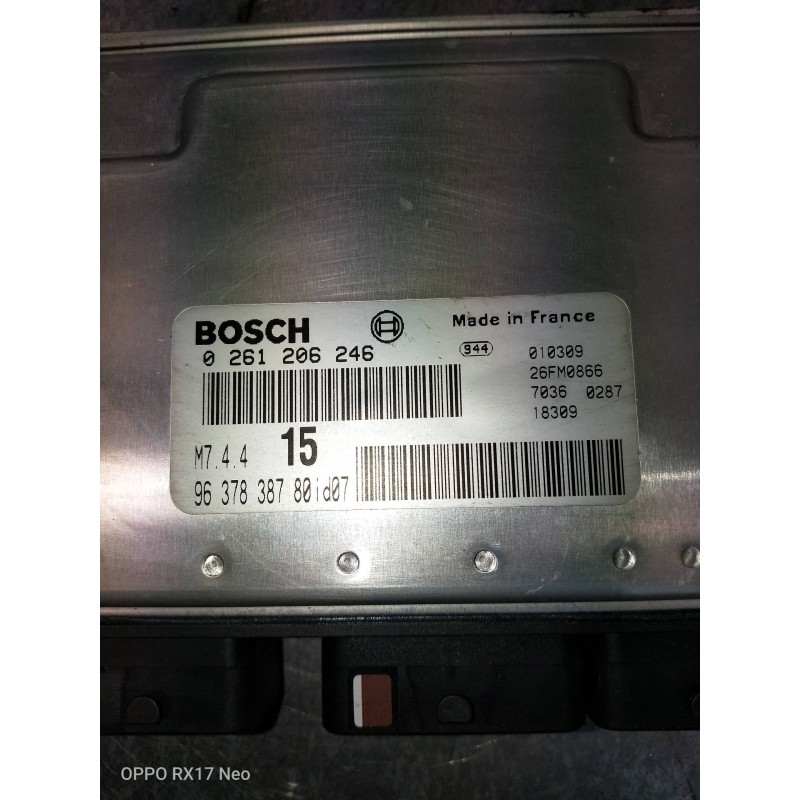 BOSCH Made in France
0 261 206 246 944 010309
26FM0866
7036 0287
18309
M7.4.4 15
96 378 387 80id07
OPPO RX17 Neo